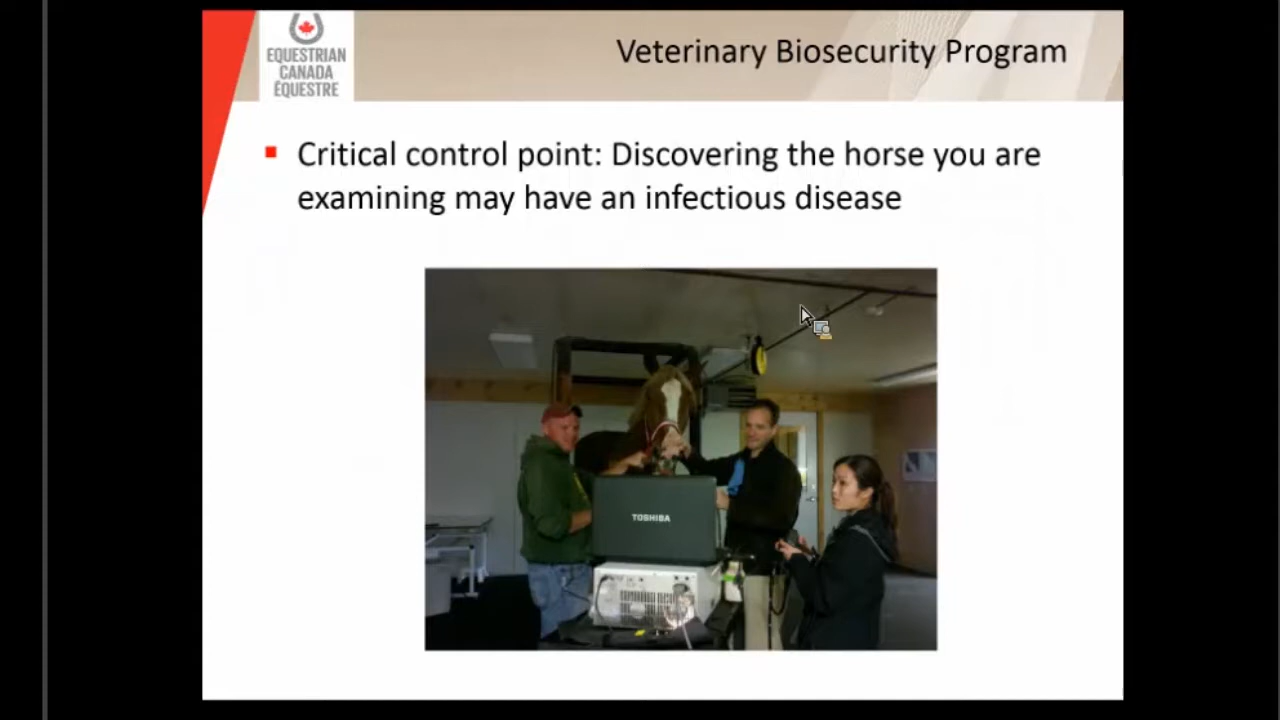 EQUESTRIAN
CANADA
ÉQUESTRE
Veterinary Biosecurity Program
Critical control point: Discovering the horse you are
examining may have an infectious disease
TOSHIBA